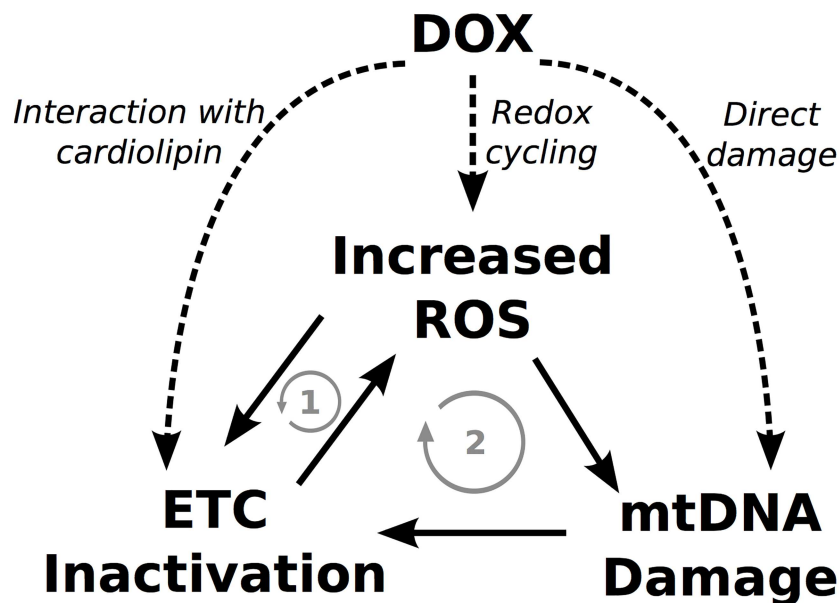 DOX
Interaction with
cardiolipin
Redox
cycling
Direct
damage
Increased
ROS
1
2
ETC
Inactivation
mtDNA
Damage